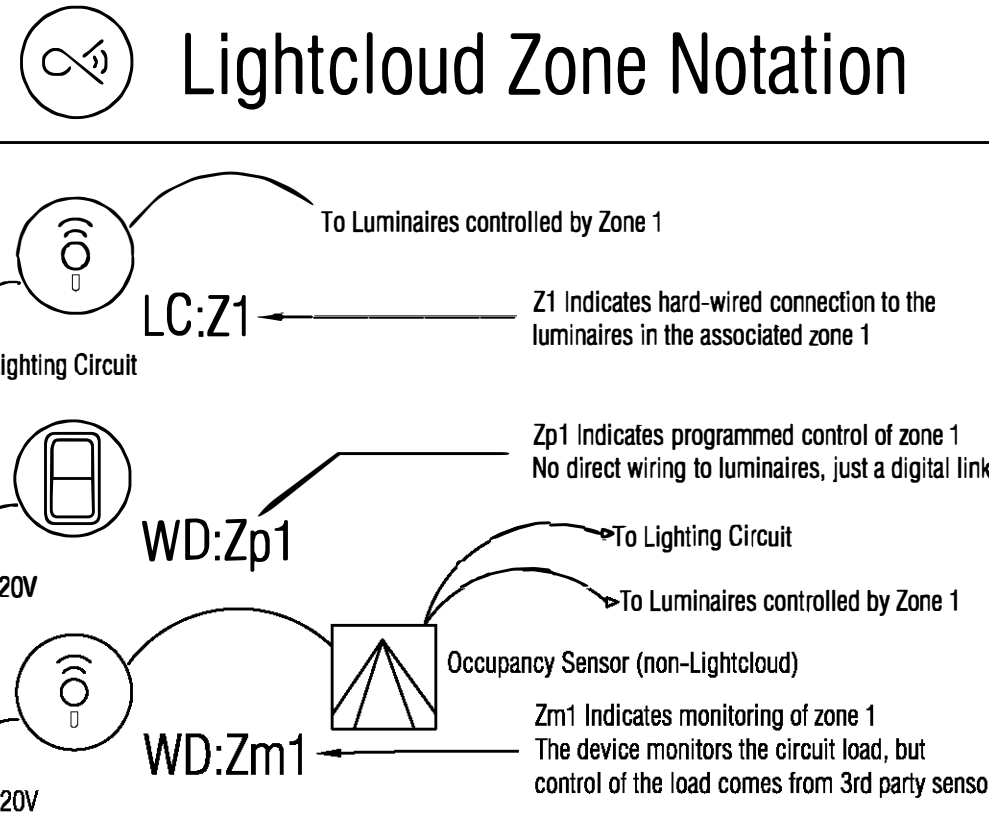 Lightcloud Zone Notation
To Luminaires controlled by Zone 1
LC:Z1
Z1 Indicates hard-wired connection to the
luminaires in the associated zone 1
ighting Circuit
Zp1 Indicates programmed control of zone 1
No direct wiring to luminaires, just a digital link
WD:Zp1
To Lighting Circuit
20V
To Luminaires controlled by Zone 1
Occupancy Sensor (non-Lightcloud)
WD:Zm1
Zm1 Indicates monitoring of zone 1
The device monitors the circuit load, but
control of the load comes from 3rd party senso
20V